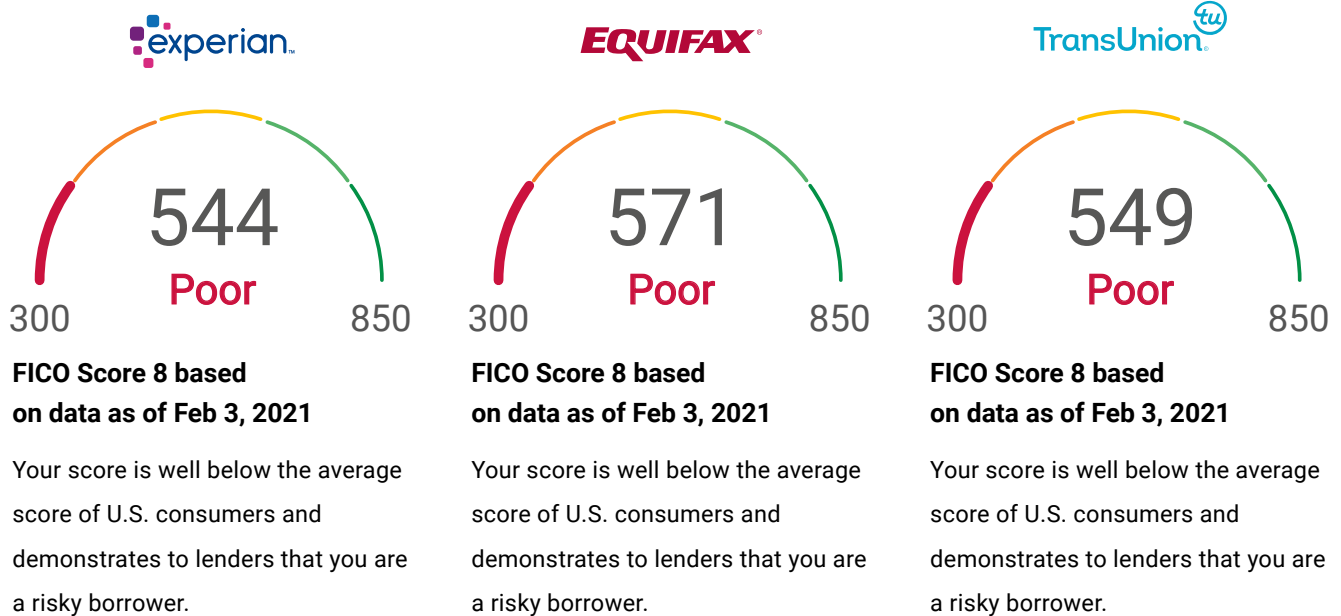 experian™
544
Poor
300 850
FICO Score 8 based
on data as of Feb 3, 2021
Your score is well below the average
score of U.S. consumers and
demonstrates to lenders that you are
a risky borrower.
EQUIFAX®
571
Poor
300 850
FICO Score 8 based
on data as of Feb 3, 2021
Your score is well below the average
score of U.S. consumers and
demonstrates to lenders that you are
a risky borrower.
tu
TransUnion®
549
Poor
300 850
FICO Score 8 based
on data as of Feb 3, 2021
Your score is well below the average
score of U.S. consumers and
demonstrates to lenders that you are
a risky borrower.